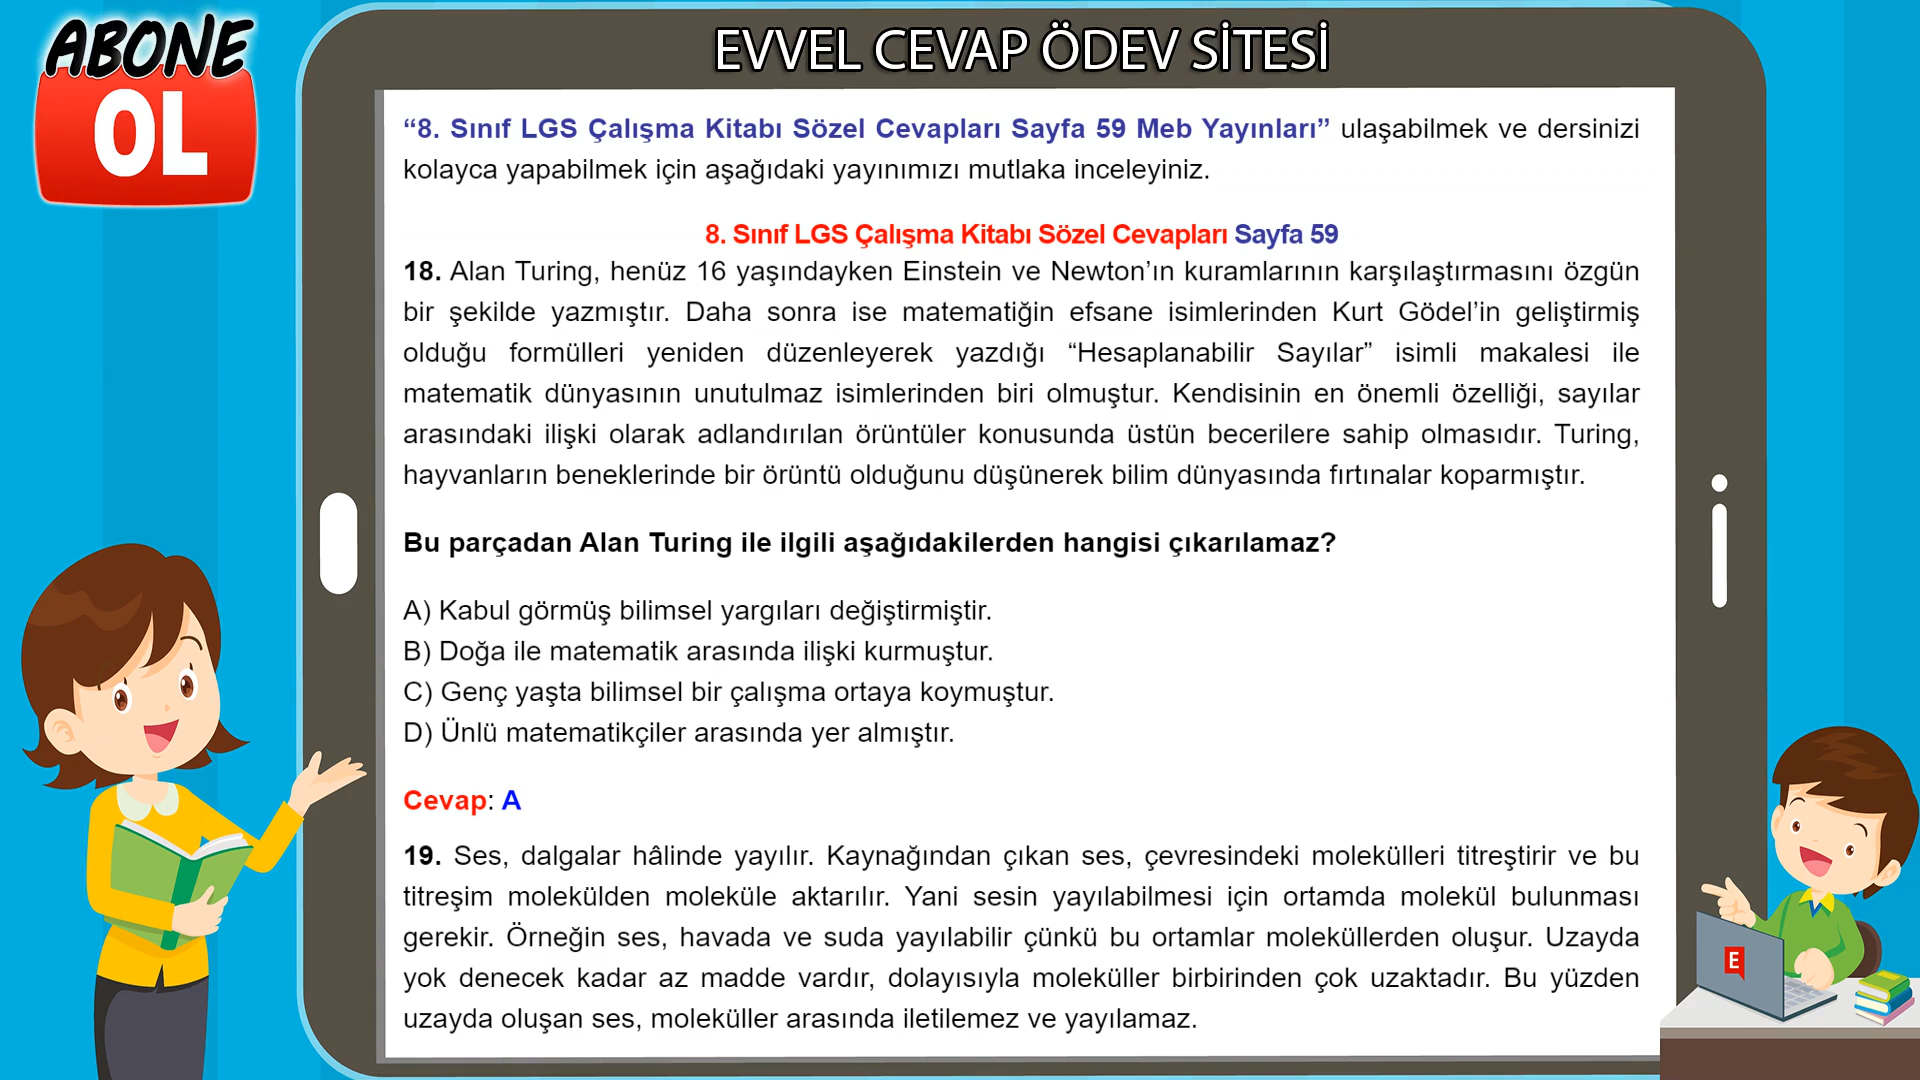 ABONE
OL
EVVEL CEVAP ÖDEV SİTESİ
“8. Sınıf LGS Çalışma Kitabı Sözel Cevapları Sayfa 59 Meb Yayınları” ulaşabilmek ve dersinizi
kolayca yapabilmek için aşağıdaki yayınımızı mutlaka inceleyiniz.
8. Sınıf LGS Çalışma Kitabı Sözel Cevapları Sayfa 59
18. Alan Turing, henüz 16 yaşındayken Einstein ve Newton’ın kuramlarının karşılaştırmasını özgün
bir şekilde yazmıştır. Daha sonra ise matematiğin efsane isimlerinden Kurt Gödel’in geliştirmiş
olduğu formülleri yeniden düzenleyerek yazdığı “Hesaplanabilir Sayılar” isimli makalesi ile
matematik dünyasının unutulmaz isimlerinden biri olmuştur. Kendisinin en önemli özelliği, sayılar
arasındaki ilişki olarak adlandırılan örüntüler konusunda üstün becerilere sahip olmasıdır. Turing,
hayvanların beneklerinde bir örüntü olduğunu düşünerek bilim dünyasında fırtınalar koparmıştır.
Bu parçadan Alan Turing ile ilgili aşağıdakilerden hangisi çıkarılamaz?
A) Kabul görmüş bilimsel yargıları değiştirmiştir.
B) Doğa ile matematik arasında ilişki kurmuştur.
C) Genç yaşta bilimsel bir çalışma ortaya koymuştur.
D) Ünlü matematikçiler arasında yer almıştır.
Cevap: A
19. Ses, dalgalar hâlinde yayılır. Kaynağından çıkan ses, çevresindeki molekülleri titreştirir ve bu
titreşim molekülden moleküle aktarılır. Yani sesin yayılabilmesi için ortamda molekül bulunması
gerekir. Örneğin ses, havada ve suda yayılabilir çünkü bu ortamlar moleküllerden oluşur. Uzayda
yok denecek kadar az madde vardır, dolayısıyla moleküller birbirinden çok uzaktadır. Bu yüzden
uzayda oluşan ses, moleküller arasında iletilemez ve yayılamaz.
E